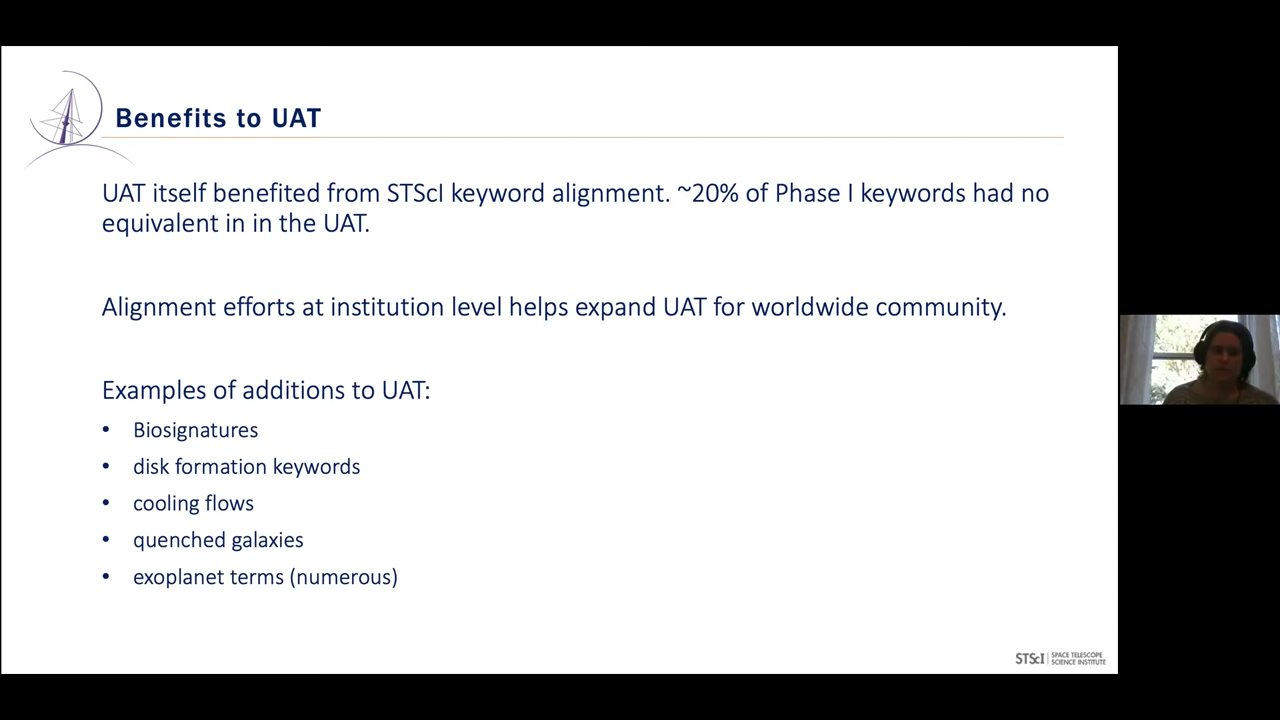 Benefits to UAT
UAT itself benefited from STScI keyword alignment. ~20% of Phase I keywords had no
equivalent in in the UAT.
Alignment efforts at institution level helps expand UAT for worldwide community.
Examples of additions to UAT:
• Biosignatures
• disk formation keywords
• cooling flows
• quenched galaxies
• exoplanet terms (numerous)
STScI | SPACE TELESCOPE
SCIENCE INSTITUTE